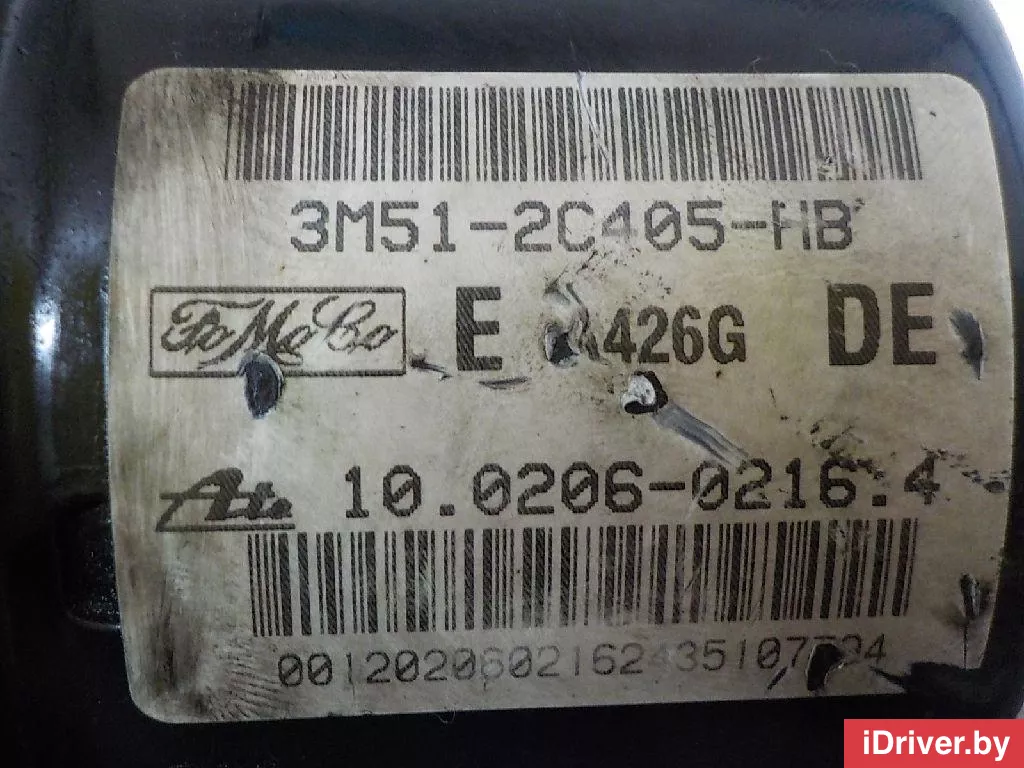 3M51-2C405-HB
FoMoCo E 426G DE
Ate 10.0206-0216.4
iDriver.by